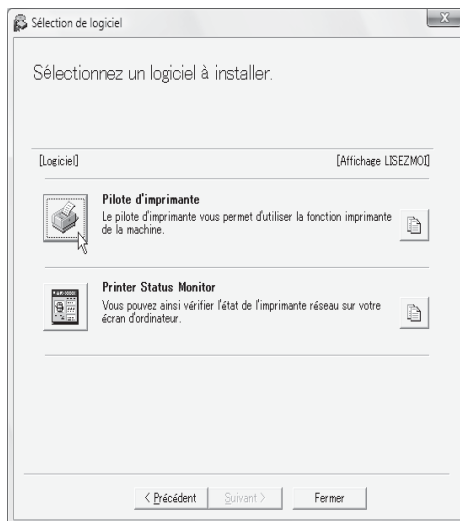 Sélection de logiciel
X
Sélectionnez un logiciel à installer.
[Logiciel] [Affichage LISEZMOI]
Pilote d'imprimante
Le pilote d'imprimante vous permet d'utiliser la fonction imprimante
de la machine.
Printer Status Monitor
Vous pouvez ainsi vérifier l'état de l'imprimante réseau sur votre
écran d'ordinateur.
< Précédent Suivant > Fermer